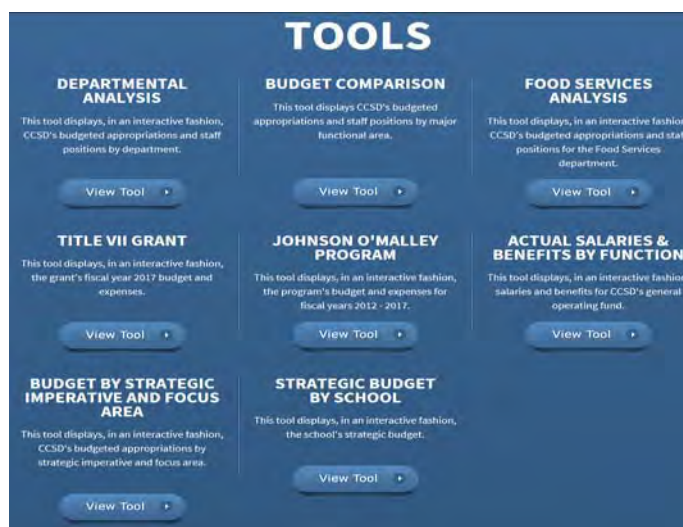 TOOLS
DEPARTMENTAL
ANALYSIS
This tool displays, in an interactive fashion,
CCSD's budgeted appropriations and staff
positions by department.
View Tool
BUDGET COMPARISON
This tool displays CCSD's budgeted
appropriations and staff positions by major
functional area.
View Tool
FOOD SERVICES
ANALYSIS
This tool displays, in an interactive fashion
CCSD's budgeted appropriations and staf
positions for the Food Services
department.
View Tool
TITLE VII GRANT
This tool displays, in an interactive fashion,
the grant's fiscal year 2017 budget and
expenses.
View Tool
JOHNSON O'MALLEY
PROGRAM
This tool displays, in an interactive fashion,
the program's budget and expenses for
fiscal years 2012 - 2017.
View Tool
ACTUAL SALARIES &
BENEFITS BY FUNCTION
This tool displays, in an interactive fashion
salaries and benefits for CCSD's general
operating fund.
View Tool
BUDGET BY STRATEGIC
IMPERATIVE AND FOCUS
AREA
This tool displays, in an interactive fashion,
CCSD's budgeted appropriations by
strategic imperative and focus area.
View Tool
STRATEGIC BUDGET
BY SCHOOL
This tool displays, in an interactive fashion,
the school's strategic budget.
View Tool